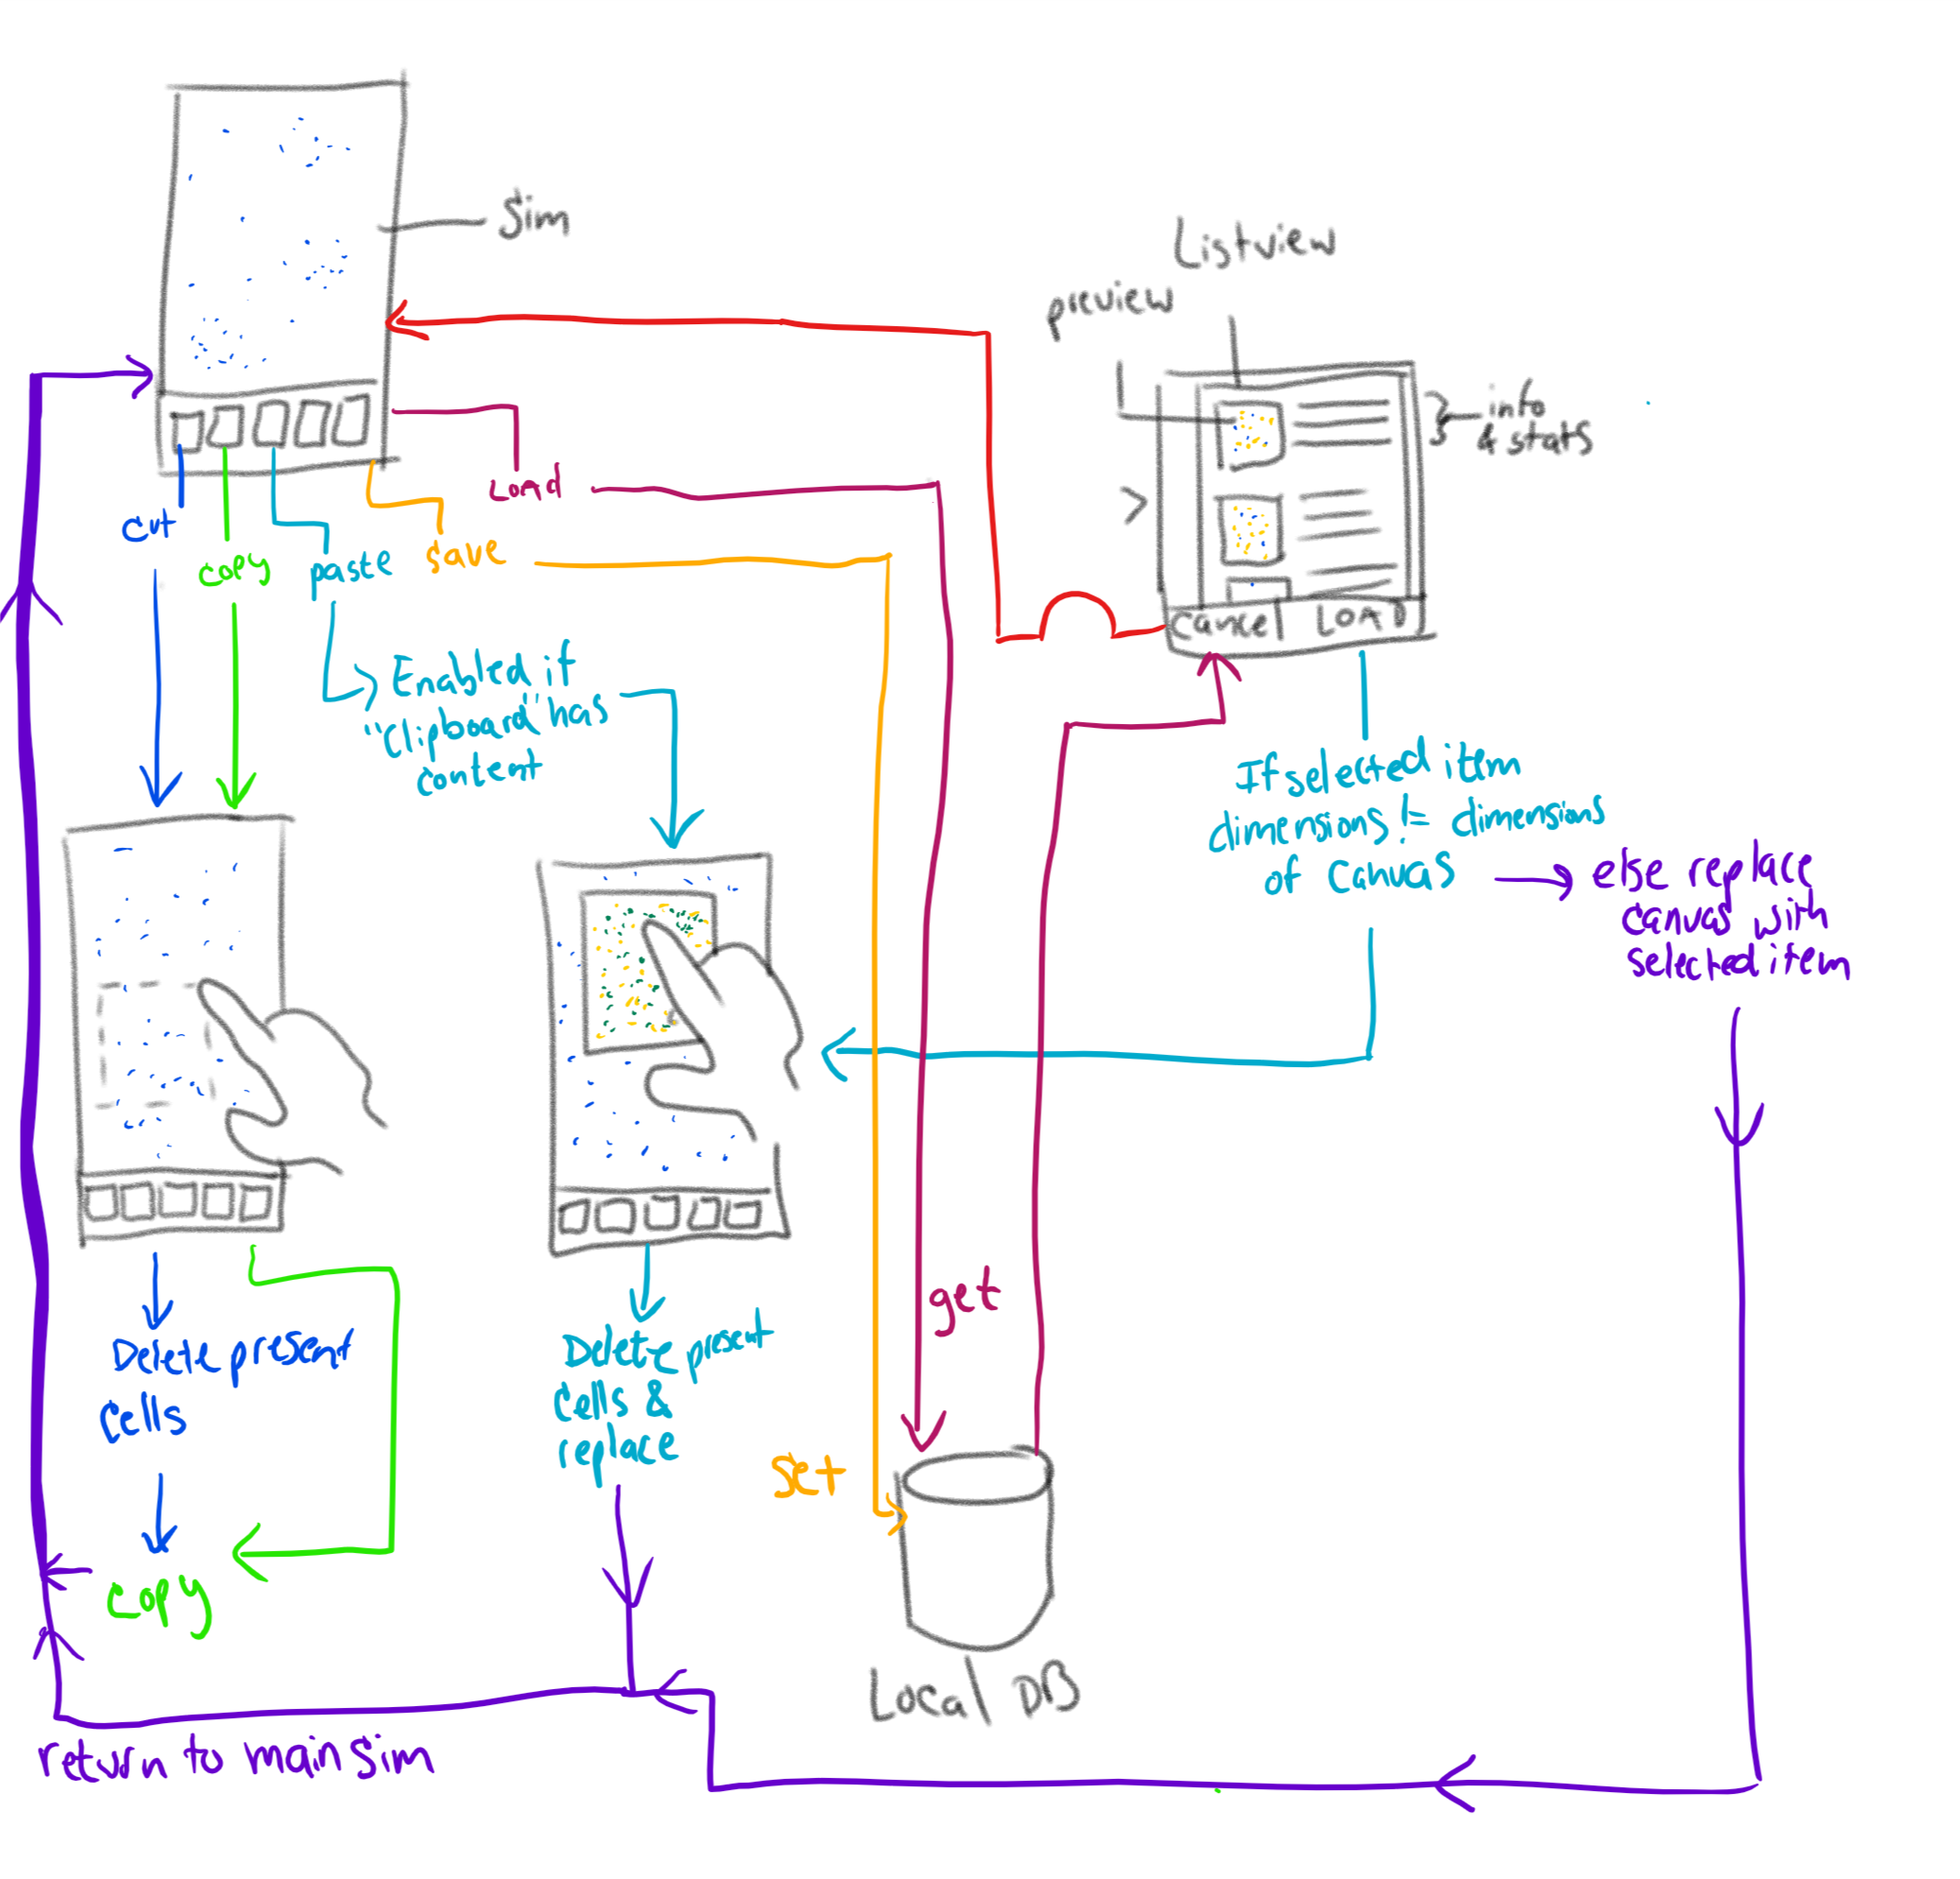 Sim
Listview
preview
info
& stats
LOAD
cut
copy
paste
save
cancel LOAD
Enabled if
"Clipboard" has
content
If selected item
dimensions != dimensions
of canvas
else replace
canvas with
selected item
get
Delete present
cells
Delete present
cells &
replace
set
copy
Local DB
return to main sim